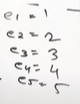 e1 = 1
e2 = 2
e3 = 3
e4 = 4
e5 = 5